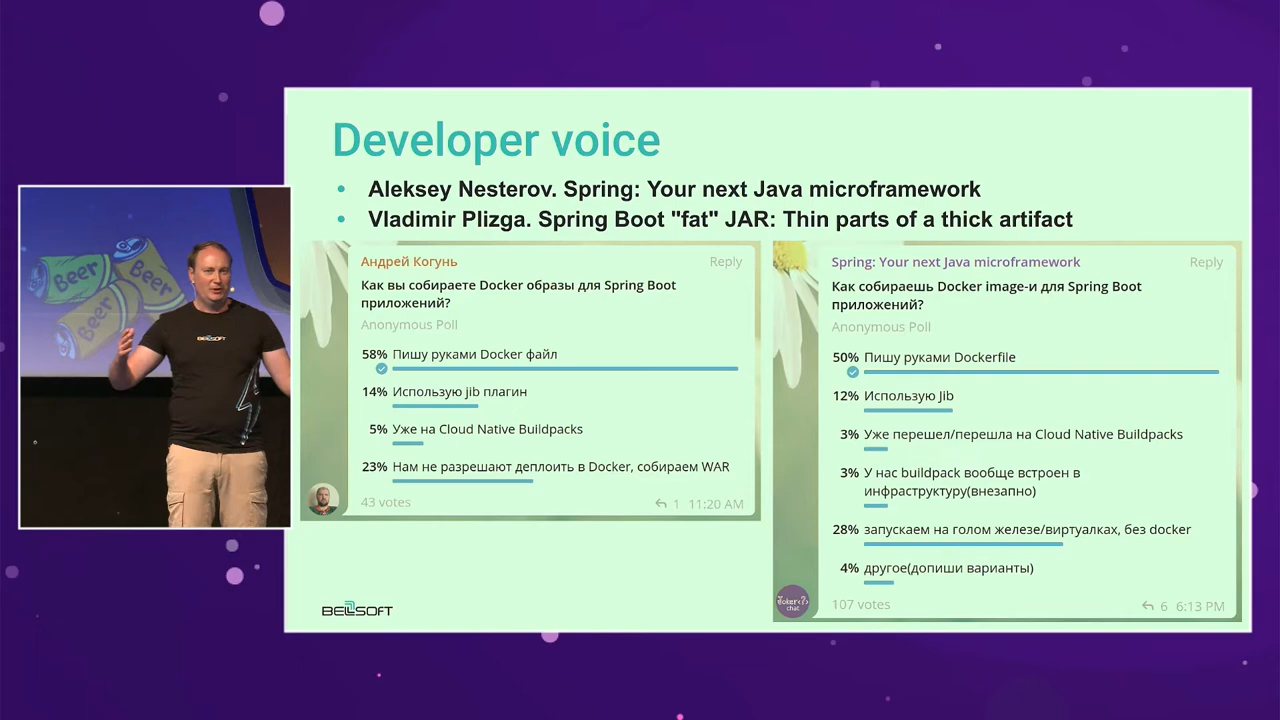 Developer voice
Aleksey Nesterov. Spring: Your next Java microframework
Vladimir Plizga. Spring Boot "fat" JAR: Thin parts of a thick artifact
Андрей Когунь
Reply
Как вы собираете Docker образы для Spring Boot
приложений?
Anonymous Poll
58% Пишу руками Docker файл
14% Использую jib плагин
5% Уже на Cloud Native Buildpacks
23% Нам не разрешают деплоить в Docker, собираем WAR
43 votes
1 11:20 AM
Spring: Your next Java microframework
Reply
Как собираешь Docker image-и для Spring Boot
приложений?
Anonymous Poll
50% Пишу руками Dockerfile
12% Использую Jib
3% Уже перешел/перешла на Cloud Native Buildpacks
3% У нас buildpack вообще встроен в
инфраструктуру(внезапно)
28% запускаем на голом железе/виртуалках, без docker
4% другое(допиши варианты)
107 votes
6 6:13 PM
Joker<?>
chat
BELLSOFT
Beer
Beer
Beer
BELLSOFT